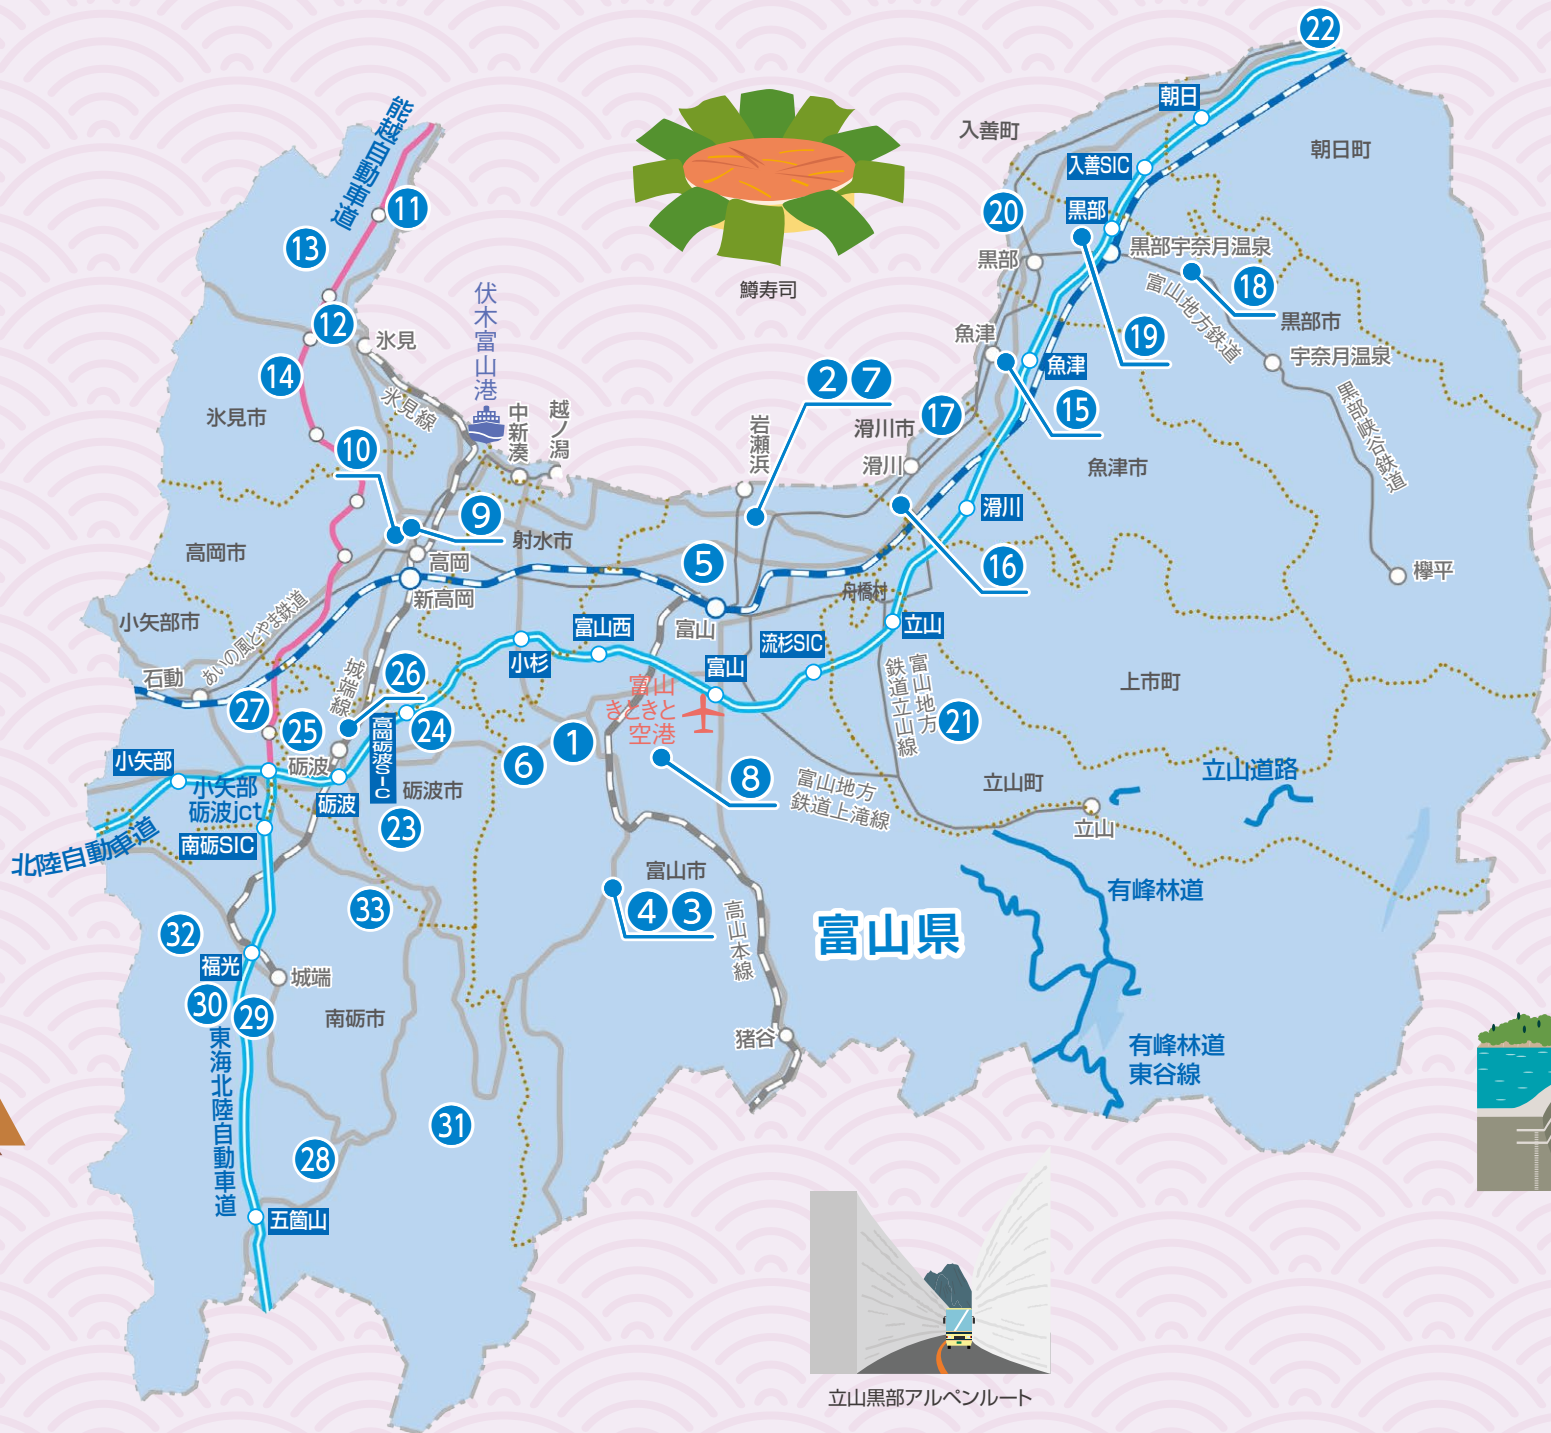 22
能越自動車道
朝日
入善町
朝日町
入善SIC
11
20
黒部
13
黒部宇奈月温泉
黒部
鱒寿司
18
富山地方鉄道
伏木富山港
12
19
黒部市
氷見
魚津
宇奈月温泉
魚津
14
2
7
氷見線
15
黒部峡谷鉄道
氷見市
中新湊
越ノ潟
岩瀬浜
17
滑川市
10
滑川
魚津市
9
滑川
射水市
高岡市
高岡
5
16
欅平
新高岡
舟橋村
小矢部市
あいの風とやま鉄道
富山西
富山
立山
小杉
流杉SIC
石動
城端線
26
富山
富山きときと空港
富山地方鉄道立山線
上市町
27
25
24
高岡砺波SIC
1
21
小矢部
砺波
6
8
立山道路
小矢部
砺波jct
砺波
砺波市
富山地方
鉄道上滝線
立山町
23
立山
北陸自動車道
南砺SIC
富山市
有峰林道
33
4
3
高山本線
富山県
32
福光
城端
30
29
南砺市
猪谷
有峰林道
東谷線
東海北陸自動車道
31
28
五箇山
立山黒部アルペンルート